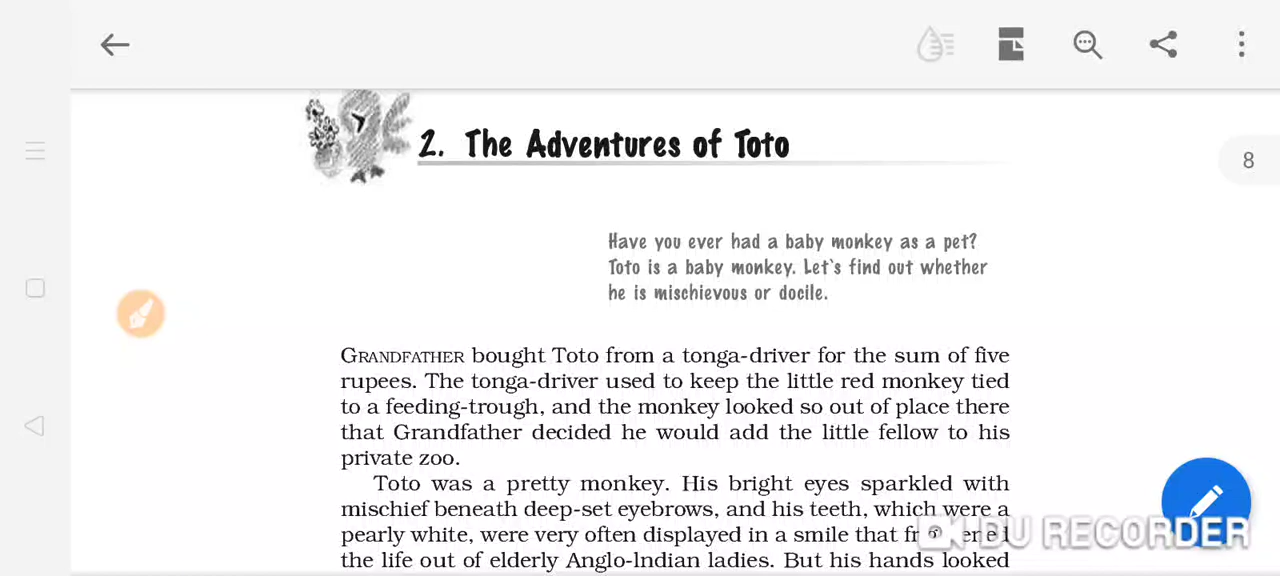 2. The Adventures of Toto
8
Have you ever had a baby monkey as a pet?
Toto is a baby monkey. Let's find out whether
he is mischievous or docile.
GRANDFATHER bought Toto from a tonga-driver for the sum of five
rupees. The tonga-driver used to keep the little red monkey tied
to a feeding-trough, and the monkey looked so out of place there
that Grandfather decided he would add the little fellow to his
private zoo.
Toto was a pretty monkey. His bright eyes sparkled with
mischief beneath deep-set eyebrows, and his teeth, which were a
pearly white, were very often displayed in a smile that
the life out of elderly Anglo-Indian ladies. But his hands looked
DU RECORDER